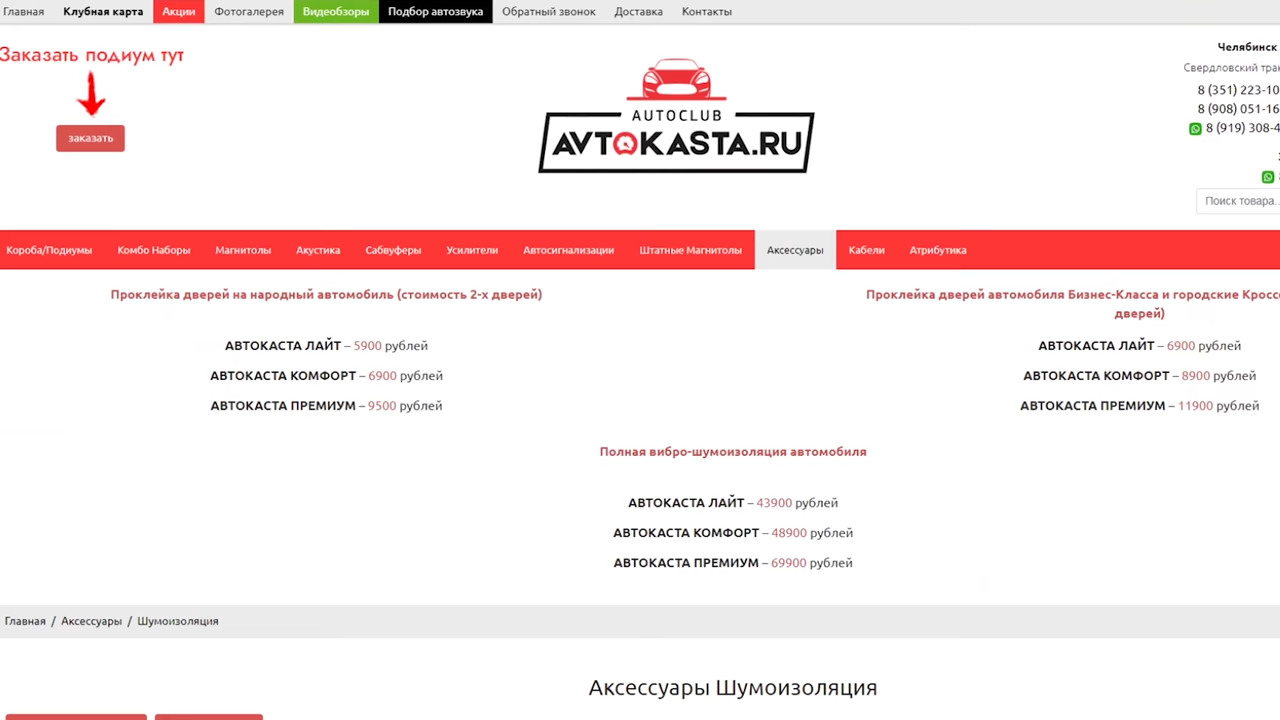 Главная Клубная карта Акции Фотогалерея Видеобзоры Подбор автозвука Обратный звонок Доставка Контакты
Заказать подиум тут
заказать
AUTOCLUB
AVTOKASTA.RU
Челябинск
Свердловский трак
8 (351) 223-10
8 (908) 051-16
8 (919) 308-4
Поиск товара...
Короба/Подиумы Комбо Наборы Магнитолы Акустика Сабвуферы Усилители Автосигнализации Штатные Магнитолы Аксессуары Кабели Атрибутика
Проклейка дверей на народный автомобиль (стоимость 2-х дверей)
АВТОКАСТА ЛАЙТ – 5900 рублей
АВТОКАСТА КОМФОРТ – 6900 рублей
АВТОКАСТА ПРЕМИУМ – 9500 рублей
Проклейка дверей автомобиля Бизнес-Класса и городские Кроссо
дверей)
АВТОКАСТА ЛАЙТ – 6900 рублей
АВТОКАСТА КОМФОРТ – 8900 рублей
АВТОКАСТА ПРЕМИУМ – 11900 рублей
Полная вибро-шумоизоляция автомобиля
АВТОКАСТА ЛАЙТ – 43900 рублей
АВТОКАСТА КОМФОРТ – 48900 рублей
АВТОКАСТА ПРЕМИУМ – 69900 рублей
Главная / Аксессуары / Шумоизоляция
Аксессуары Шумоизоляция